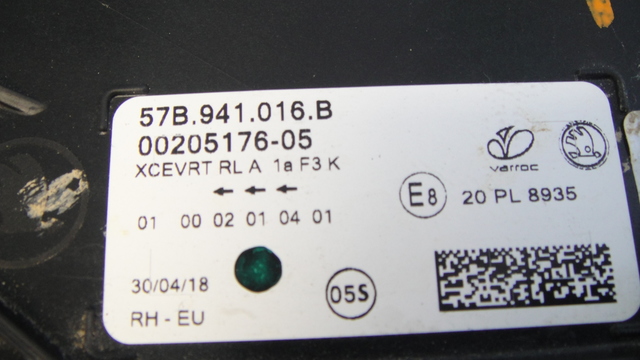 57B.941.016.B
00205176-05
XCEVRT RL A 1a F3 K
varroc
E8 20 PL 8935
01 00 02 01 04 01
30/04/18
05S
RH - EU